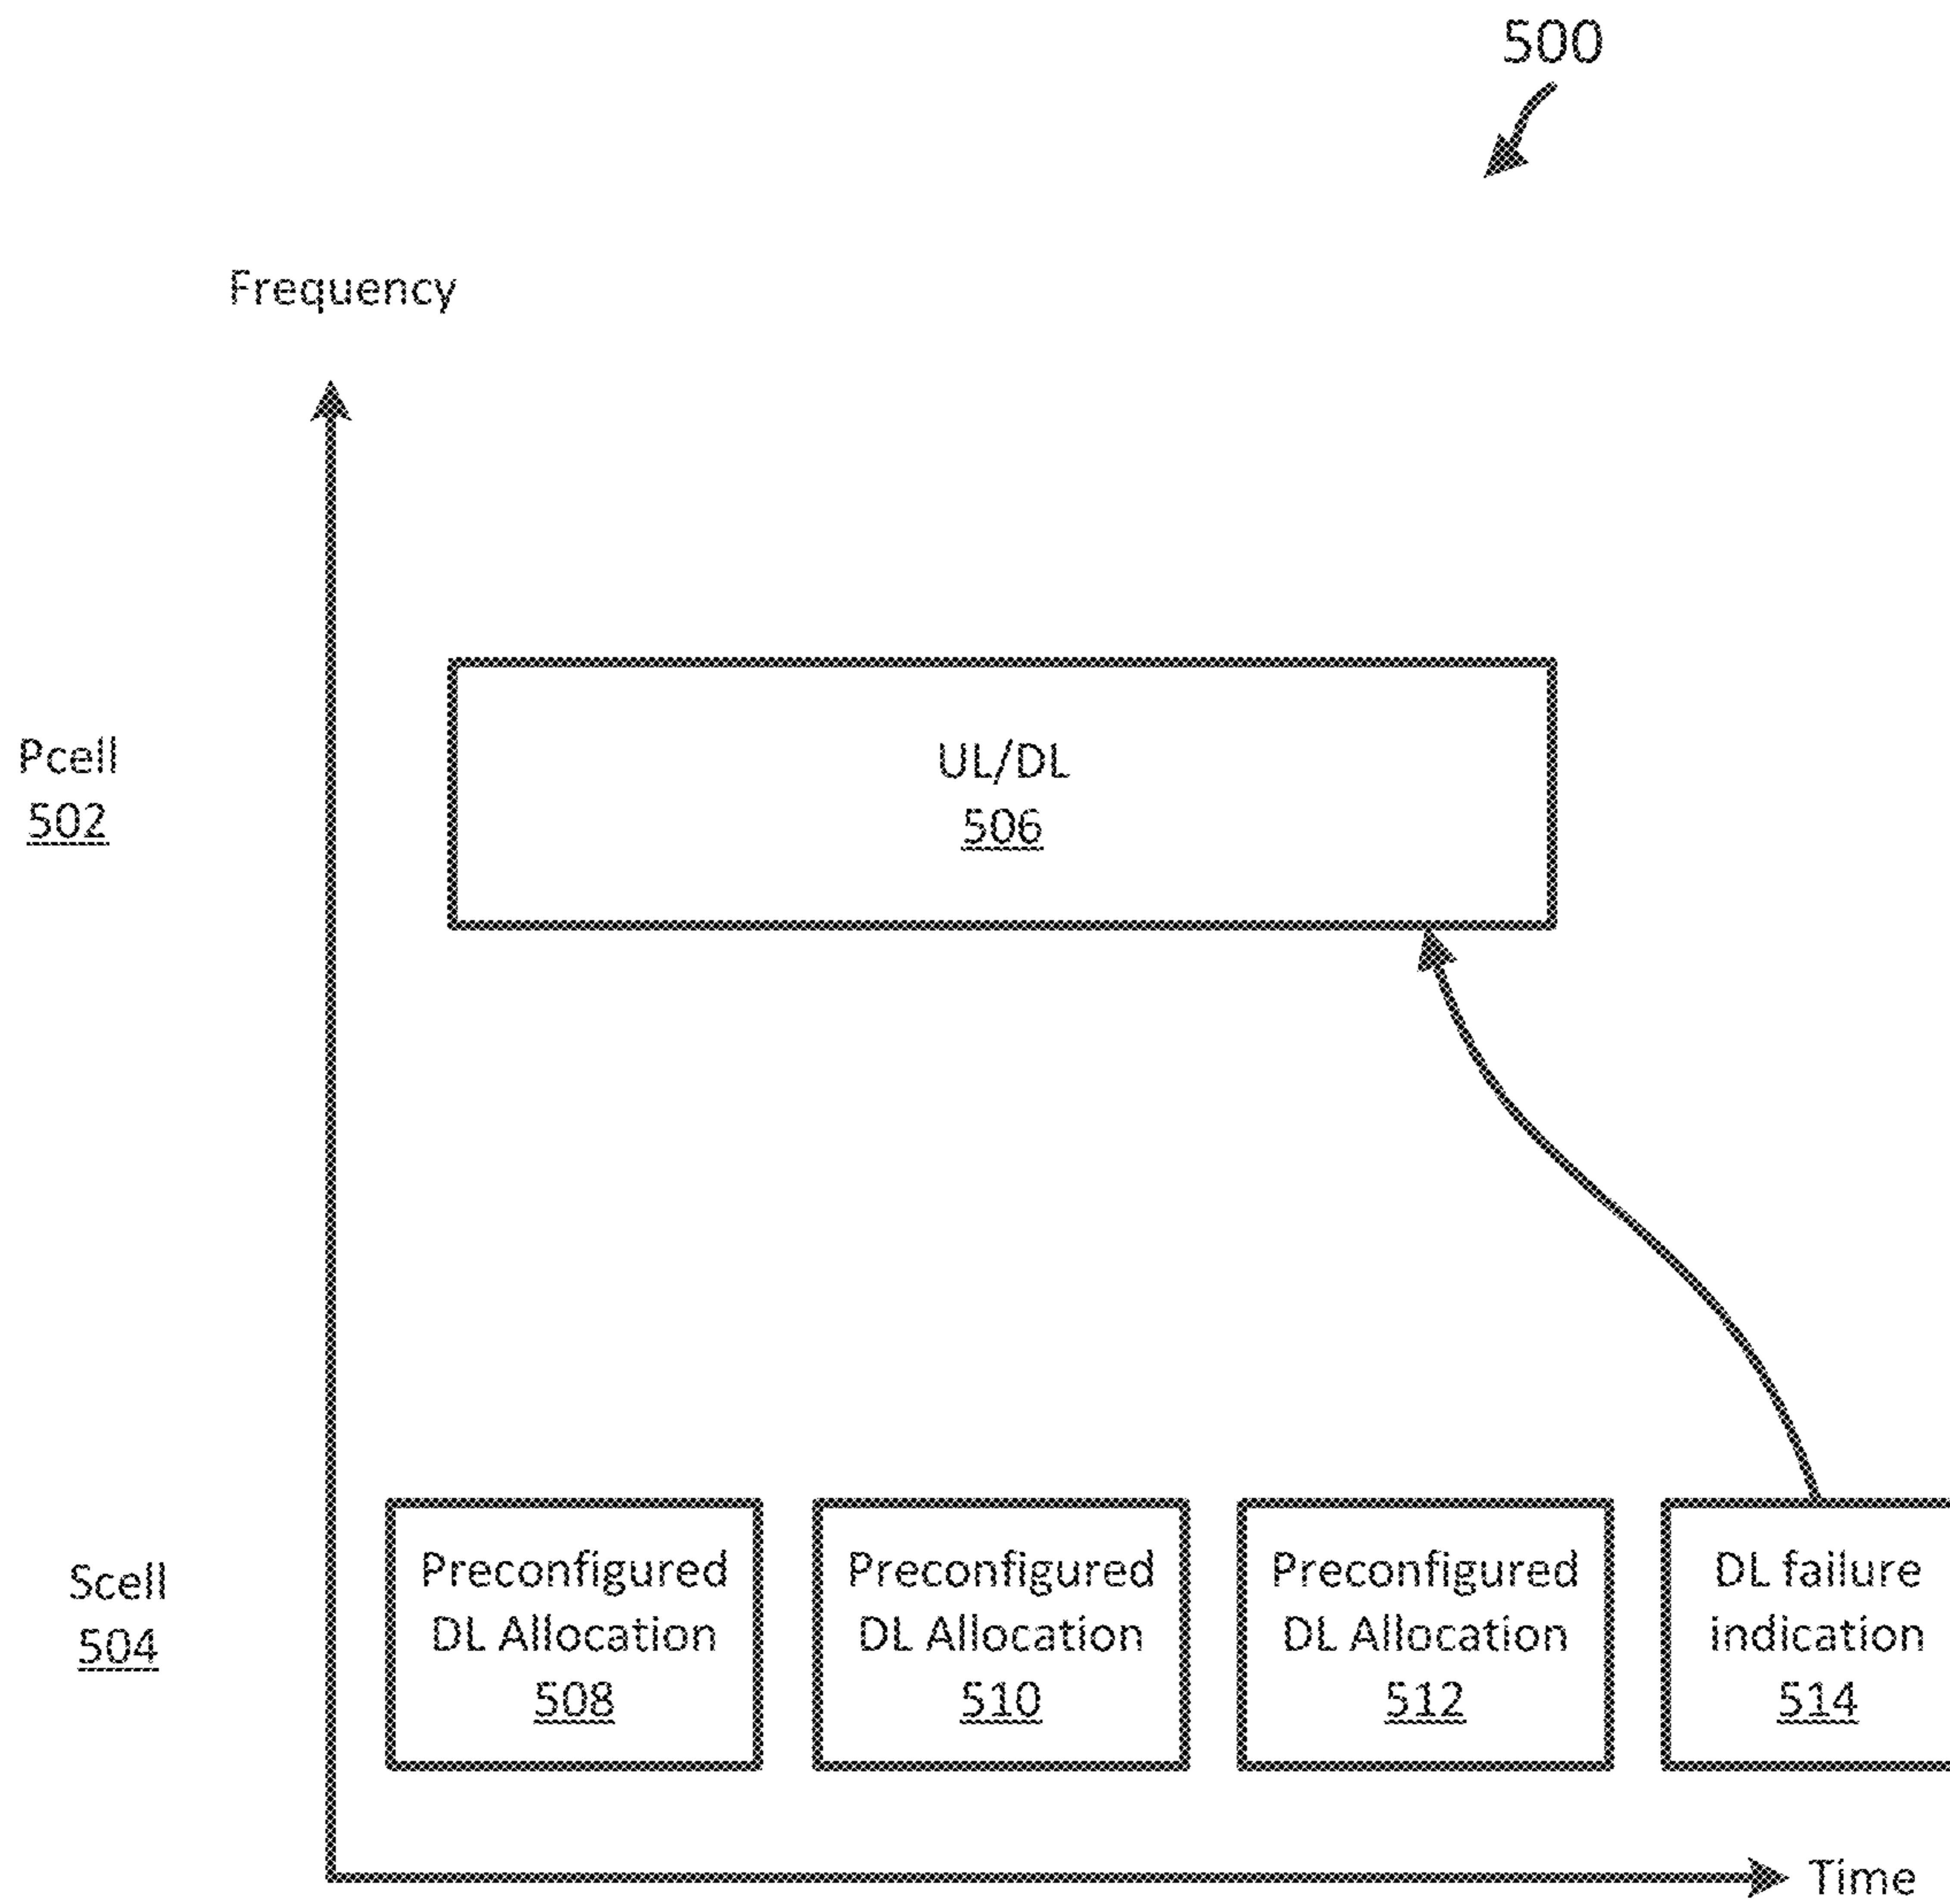 500
Frequency
Pcell
502
UL/DL
506
Scell
504
Preconfigured
DL Allocation
508
Preconfigured
DL Allocation
510
Preconfigured
DL Allocation
512
DL failure
indication
514
Time